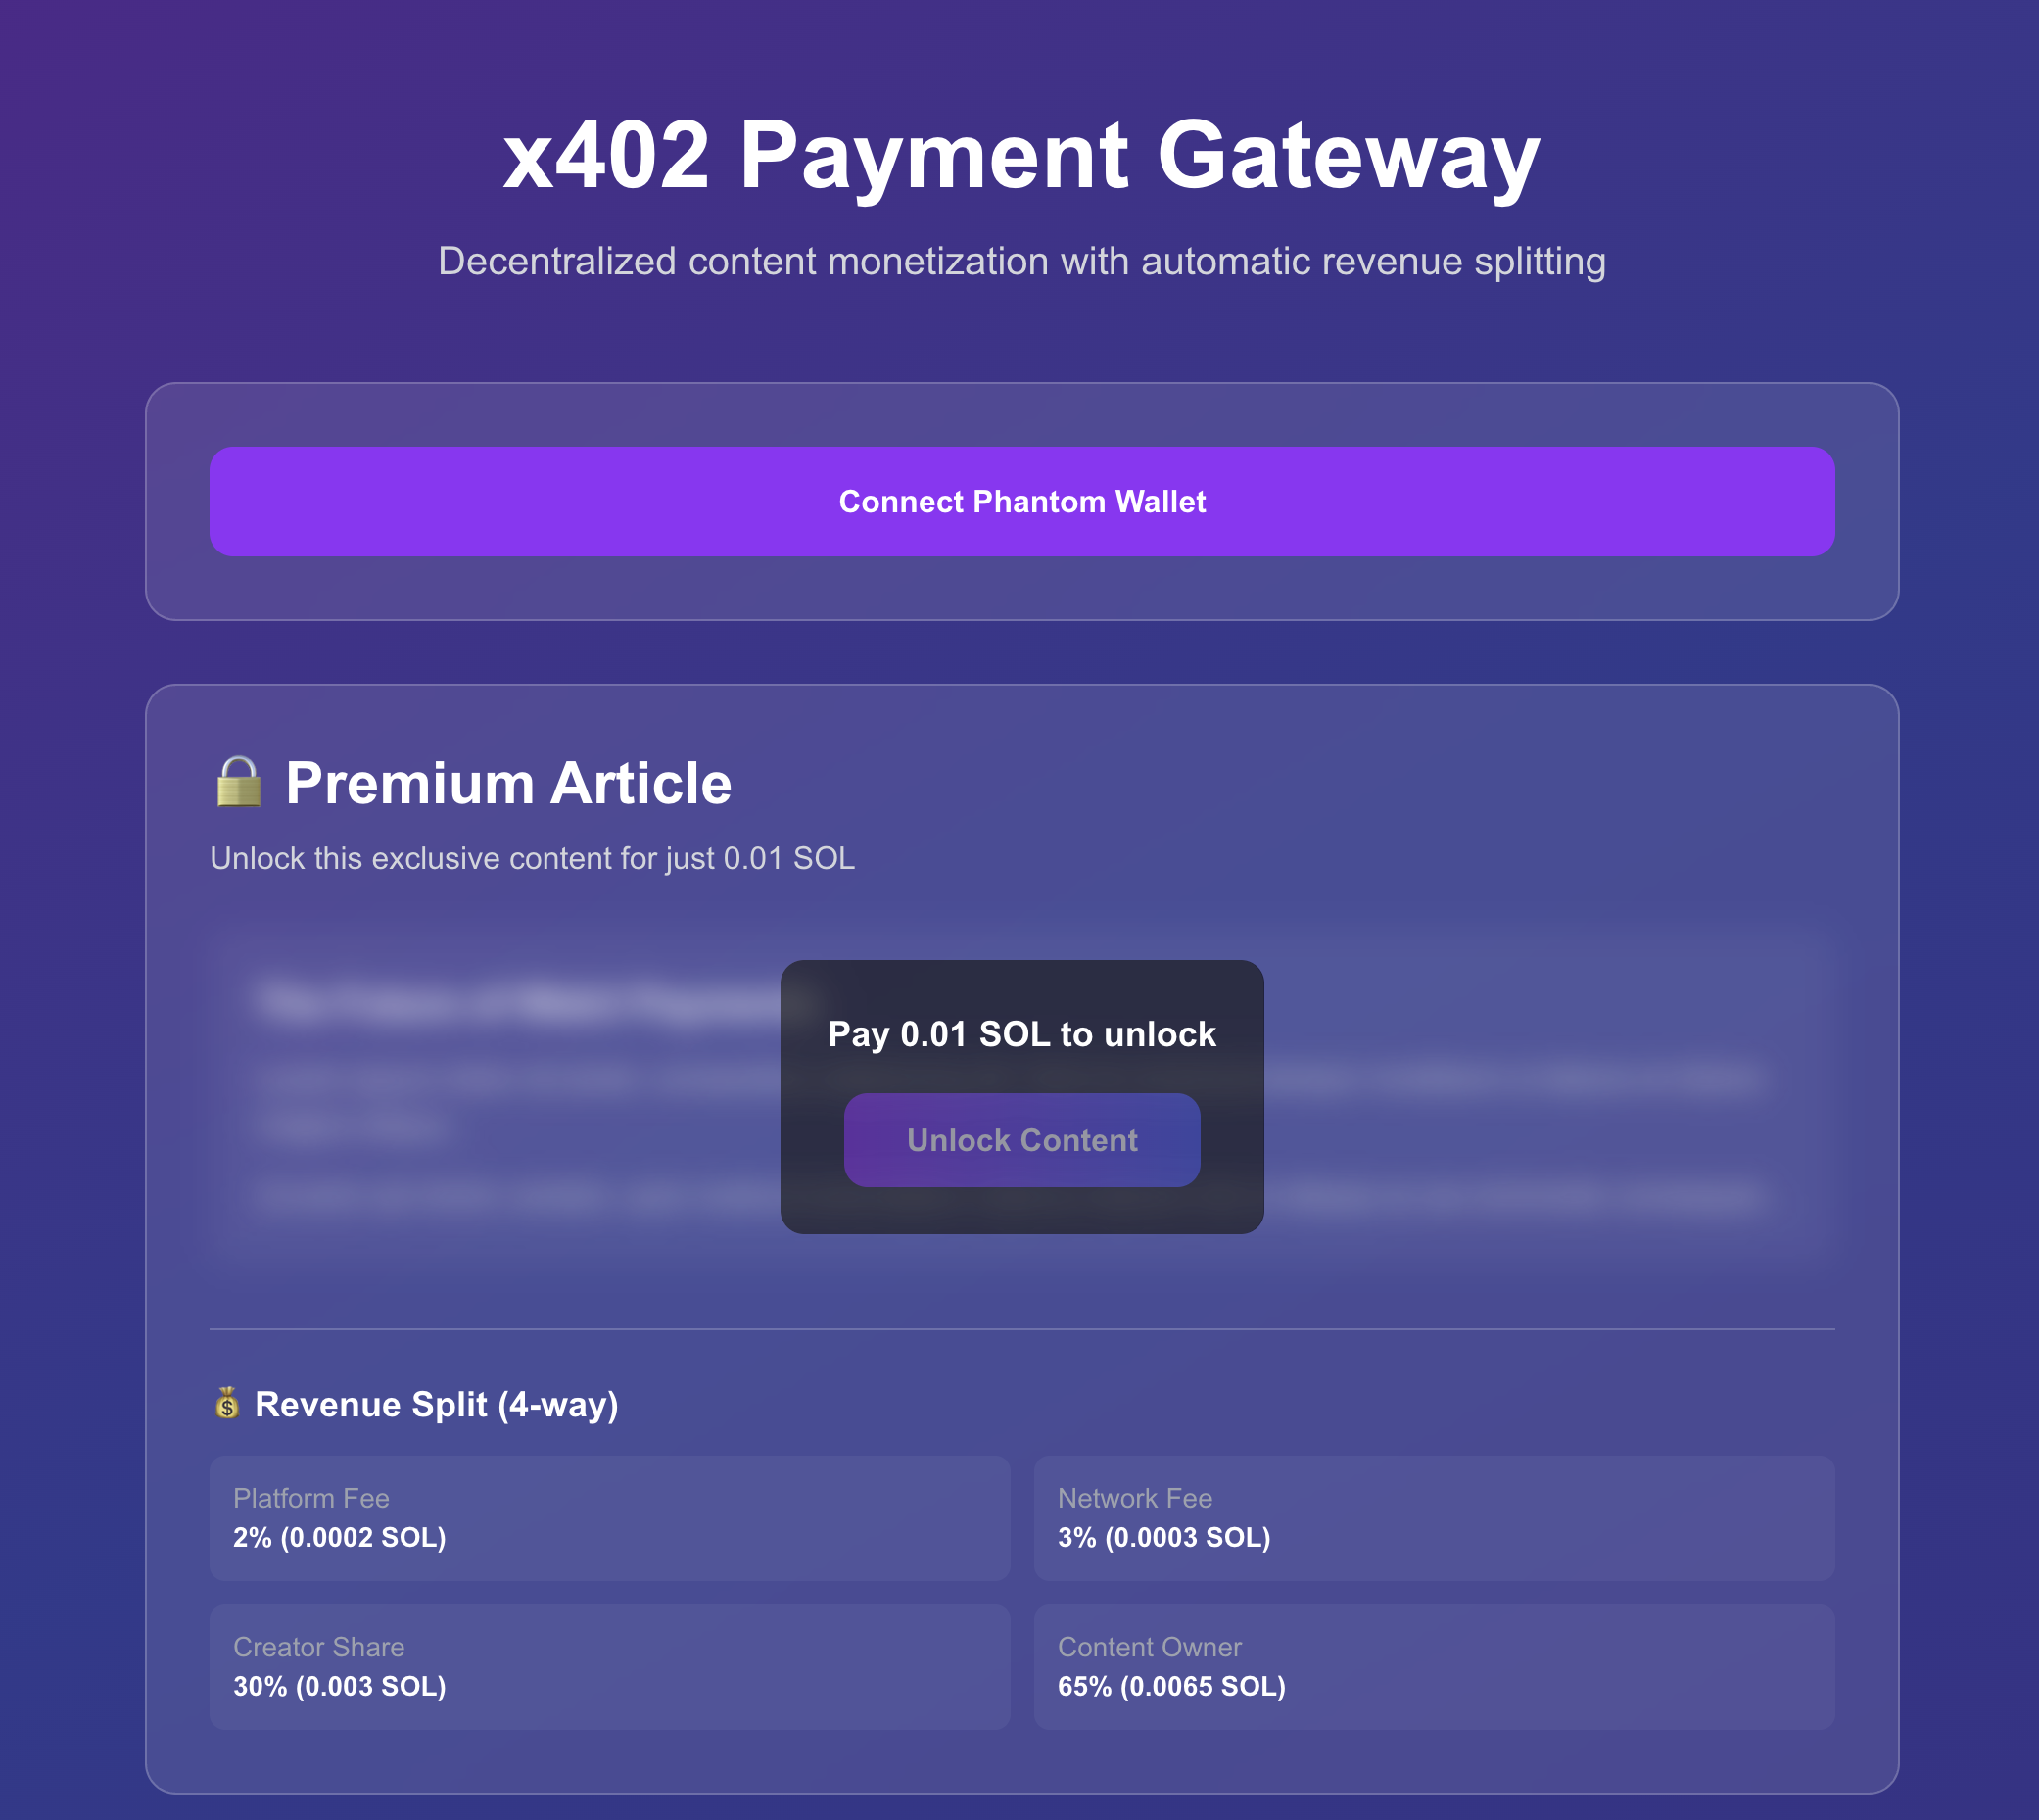 x402 Payment Gateway
Decentralized content monetization with automatic revenue splitting
Connect Phantom Wallet
🔒 Premium Article
Unlock this exclusive content for just 0.01 SOL
Pay 0.01 SOL to unlock
Unlock Content
💰 Revenue Split (4-way)
Platform Fee
2% (0.0002 SOL)
Network Fee
3% (0.0003 SOL)
Creator Share
30% (0.003 SOL)
Content Owner
65% (0.0065 SOL)